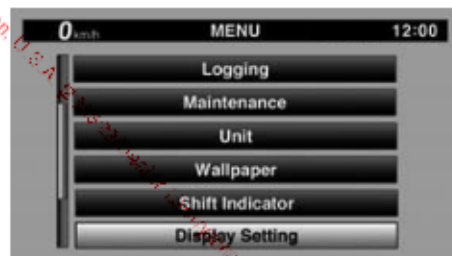 0 km/h MENU 12:00
Logging
Maintenance
Unit
Wallpaper
Shift Indicator
Display Setting